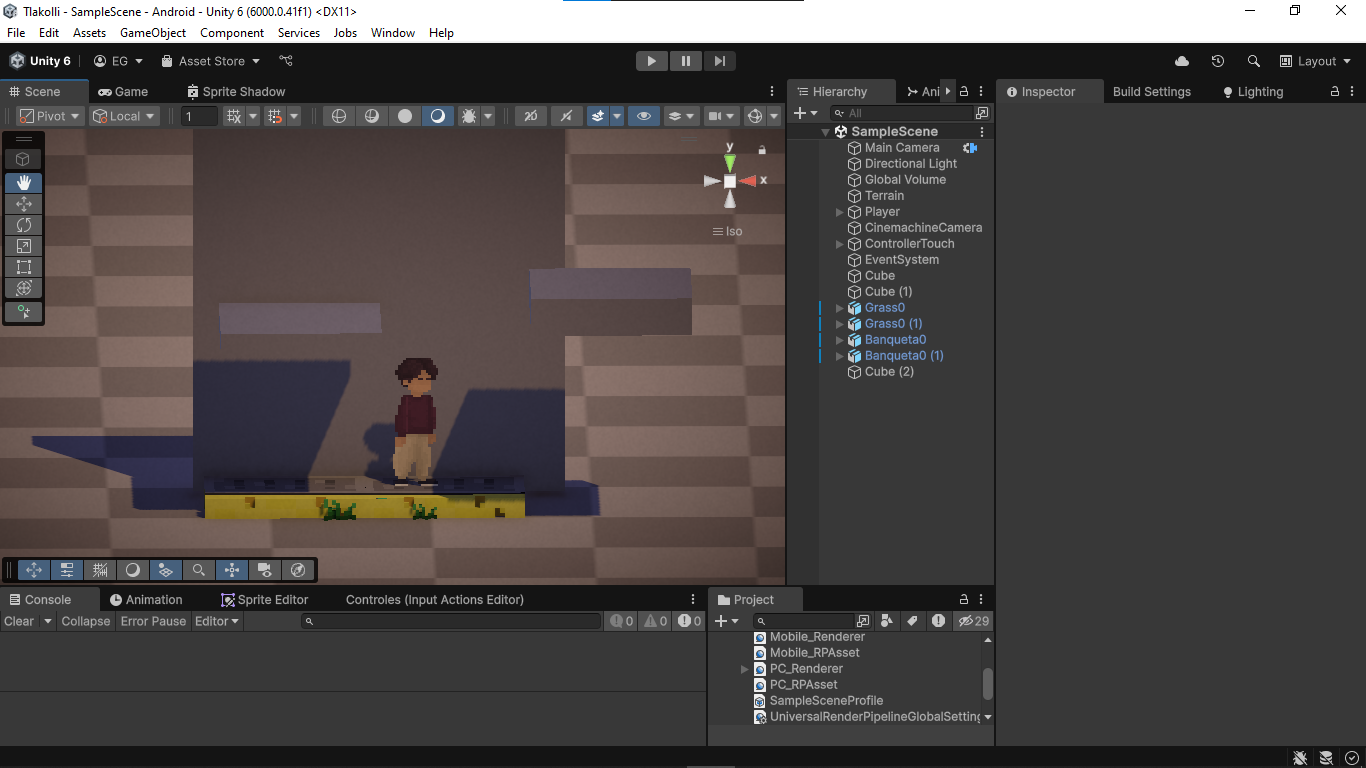 Tlakolli - SampleScene - Android - Unity 6 (6000.0.41f1) <DX11>
File Edit Assets GameObject Component Services Jobs Window Help
Unity 6 EG Asset Store Layout
Scene Game Sprite Shadow
Pivot Local 1 2D
y
x
Iso
Hierarchy Ani
All
SampleScene
Main Camera
Directional Light
Global Volume
Terrain
Player
CinemachineCamera
ControllerTouch
EventSystem
Cube
Cube (1)
Grass0
Grass0 (1)
Banqueta0
Banqueta0 (1)
Cube (2)
Inspector Build Settings Lighting
Console Animation Sprite Editor Controles (Input Actions Editor)
Clear Collapse Error Pause Editor 0 0 0
Project
29
Mobile_Renderer
Mobile_RPAsset
PC_Renderer
PC_RPAsset
SampleSceneProfile
UniversalRenderPipelineGlobalSetting